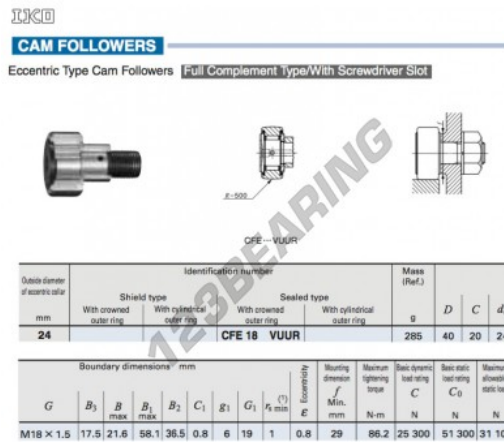 IKO
CAM FOLLOWERS
Eccentric Type Cam Followers Full Complement Type/With Screwdriver Slot
R=500
CFE···VUUR
123BEARING
Outside diameter of eccentric collar
mm
Identification number
Shield type
Sealed type
With crowned outer ring
With cylindrical outer ring
With crowned outer ring
With cylindrical outer ring
Mass (Ref.)
g
D C
24 CFE 18 VUUR 285 40 20
Boundary dimensions mm
G B3 B max B1 max B2 C1 g1 G1 rs min (1)
Eccentricity ε
Mounting dimension f Min. mm
Maximum tightening torque N-m
Basic dynamic load rating C N
Basic static load rating C0 N
N
M18 × 1.5 17.5 21.6 58.1 36.5 0.8 6 19 1 0.8 29 86.2 25 300 51 300